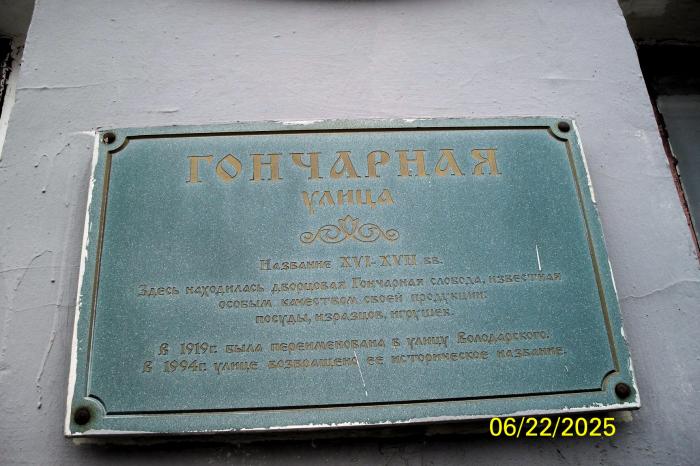 ГОНЧАРНАЯ
УЛИЦА
Название XVI-XVII вв.
Здесь находилась дворцовая Гончарная слобода, известная
особым качеством своей продукции:
посуды, изразцов, игрушек.
В 1919г. была переименована в улицу Володарского.
В 1994г. улице возвращено ее историческое название.
06/22/2025